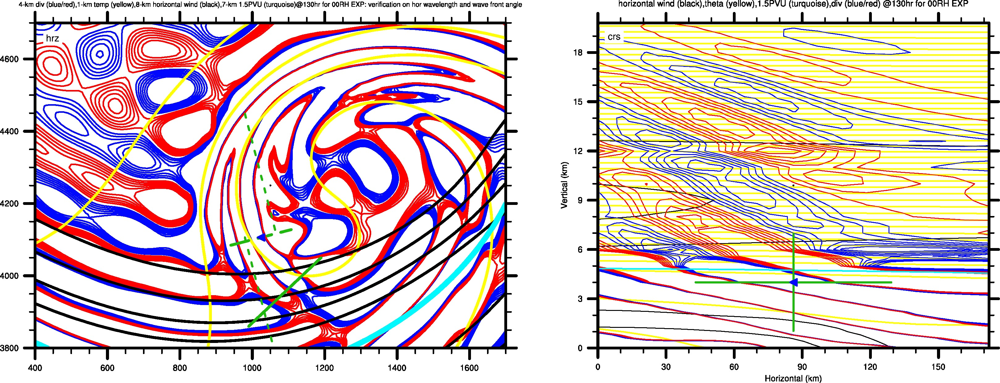 4-km div (blue/red),1-km temp (yellow),8-km horizontal wind (black),7-km 1.5PVU (turquoise)@130hr for 00RH EXP: verification on hor wavelength and wave front angle
hrz
4600
4400
4200
4000
3800
400 600 800 1000 1200 1400 1600
horizontal wind (black),theta (yellow),1.5PVU (turquoise),div (blue/red) @130hr for 00RH EXP
crs
18
15
12
9
6
3
0
Vertical (km)
0 30 60 90 120 150
Horizontal (km)